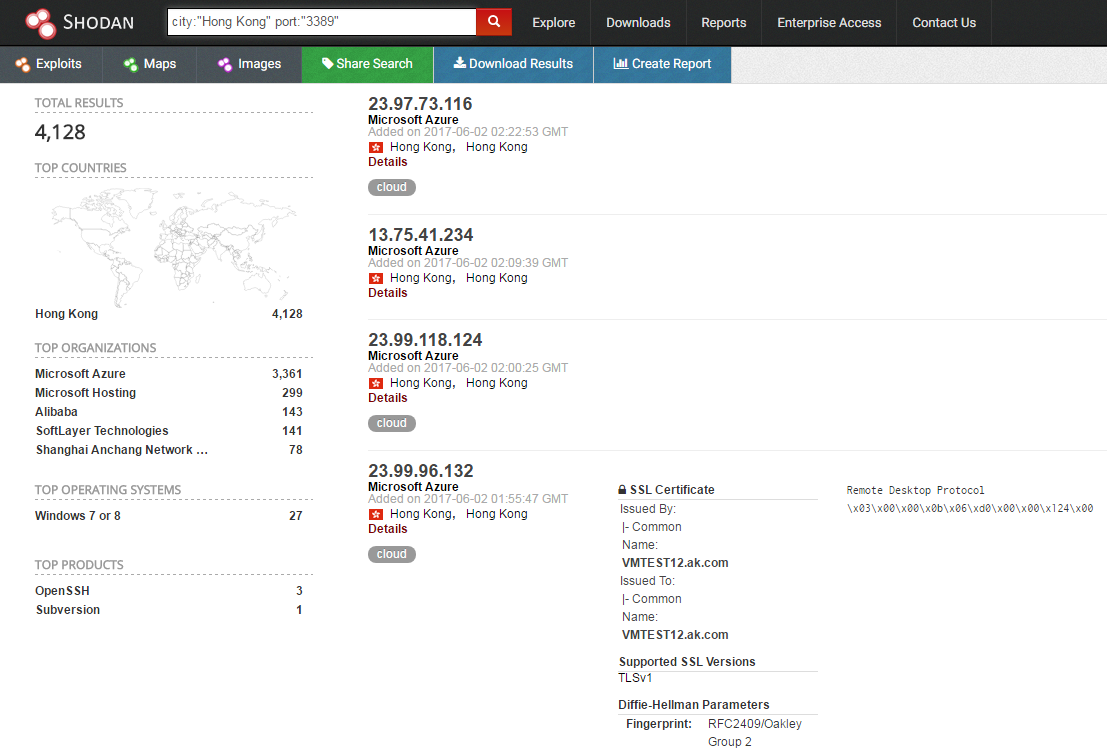 SHODAN
city:"Hong Kong" port:"3389"
Explore
Downloads
Reports
Enterprise Access
Contact Us
Exploits
Maps
Images
Share Search
Download Results
Create Report
TOTAL RESULTS
4,128
TOP COUNTRIES
Hong Kong 4,128
TOP ORGANIZATIONS
Microsoft Azure 3,361
Microsoft Hosting 299
Alibaba 143
SoftLayer Technologies 141
Shanghai Anchang Network ... 78
TOP OPERATING SYSTEMS
Windows 7 or 8 27
TOP PRODUCTS
OpenSSH 3
Subversion 1
23.97.73.116
Microsoft Azure
Added on 2017-06-02 02:22:53 GMT
Hong Kong, Hong Kong
Details
cloud
13.75.41.234
Microsoft Azure
Added on 2017-06-02 02:09:39 GMT
Hong Kong, Hong Kong
Details
23.99.118.124
Microsoft Azure
Added on 2017-06-02 02:00:25 GMT
Hong Kong, Hong Kong
Details
cloud
23.99.96.132
Microsoft Azure
Added on 2017-06-02 01:55:47 GMT
Hong Kong, Hong Kong
Details
cloud
SSL Certificate
Issued By:
|- Common
Name:
VMTEST12.ak.com
Issued To:
|- Common
Name:
VMTEST12.ak.com
Supported SSL Versions
TLSv1
Diffie-Hellman Parameters
Fingerprint: RFC2409/Oakley
Group 2
Remote Desktop Protocol
\x03\x00\x00\x0b\x06\xd0\x00\x00\x124\x00